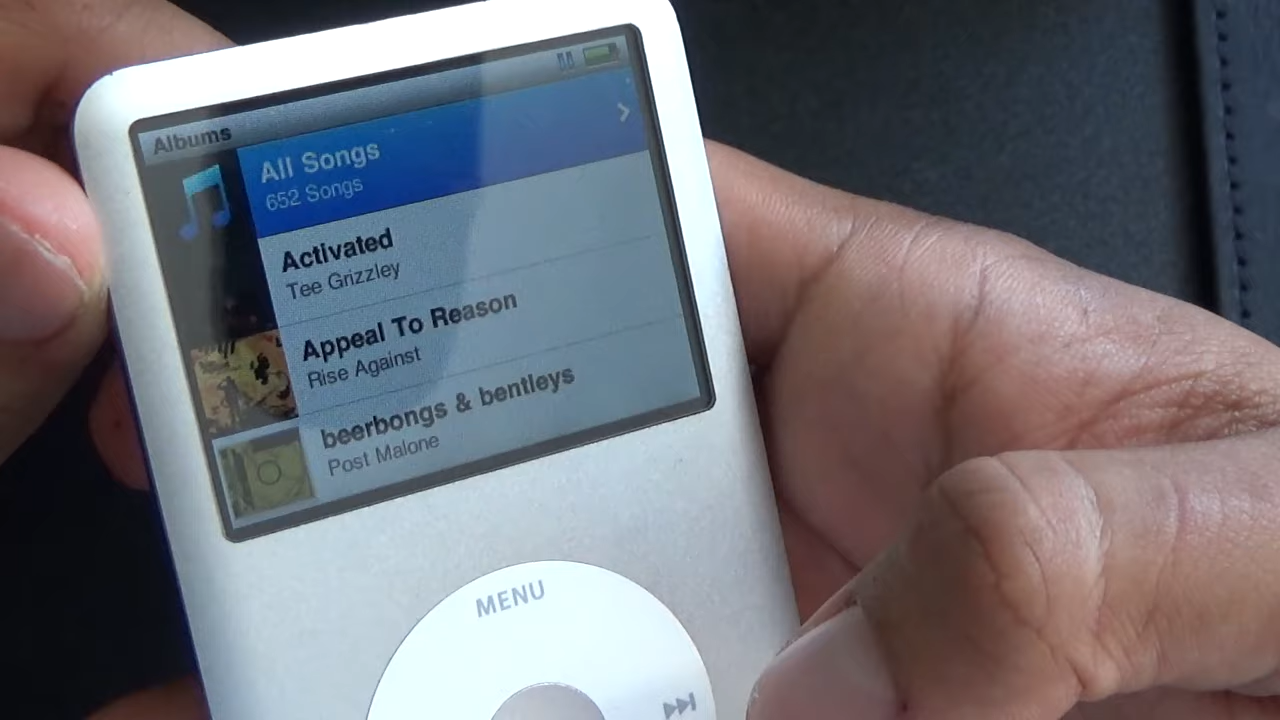 Albums
All Songs
652 Songs
Activated
Tee Grizzley
Appeal To Reason
Rise Against
beerbongs & bentleys
Post Malone
MENU